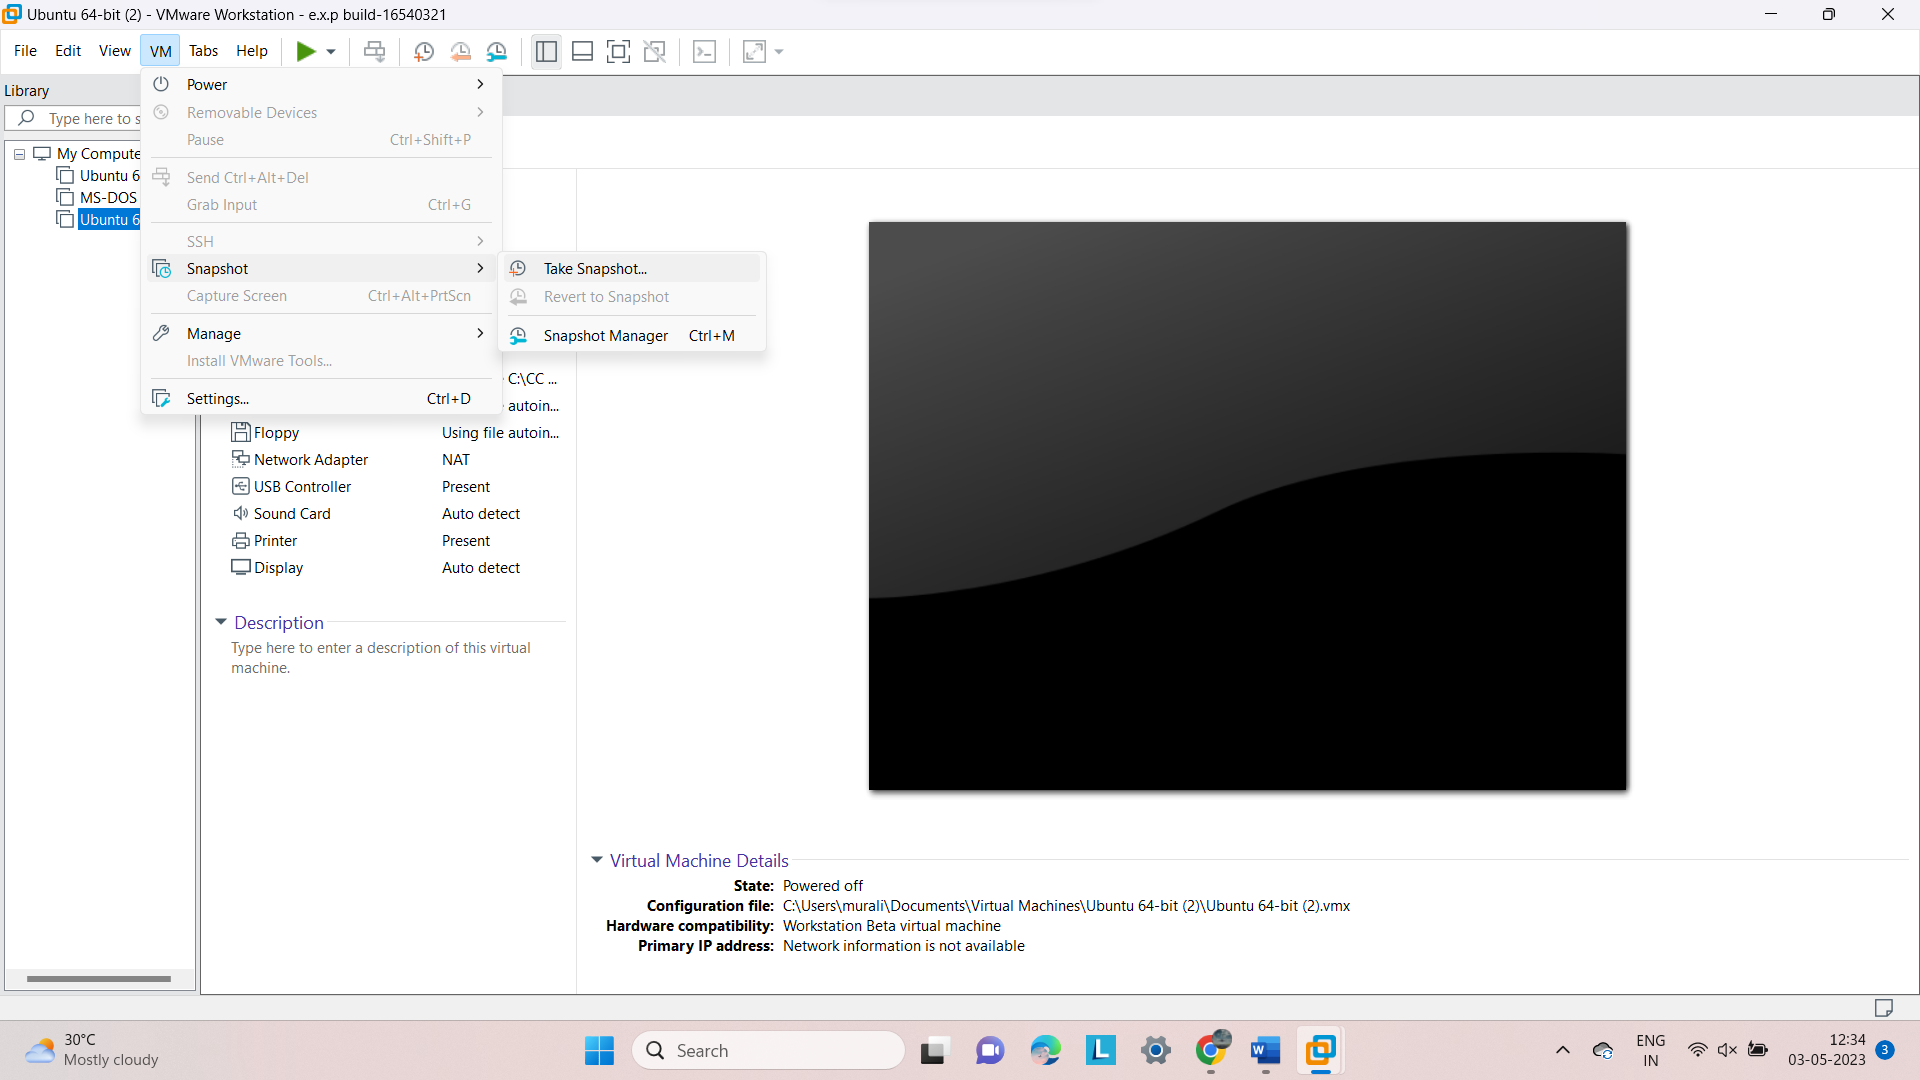 Ubuntu 64-bit (2) - VMware Workstation - e.x.p build-16540321
File Edit View VM Tabs Help
Library
Type here to s
My Compute
Ubuntu 6
MS-DOS
Ubuntu 6
Power
Removable Devices
Pause Ctrl+Shift+P
Send Ctrl+Alt+Del
Grab Input Ctrl+G
SSH
Snapshot
Capture Screen Ctrl+Alt+PrtScn
Manage
Install VMware Tools...
Settings... Ctrl+D
Take Snapshot...
Revert to Snapshot
Snapshot Manager Ctrl+M
C:\CC ...
autoin...
Floppy Using file autoin...
Network Adapter NAT
USB Controller Present
Sound Card Auto detect
Printer Present
Display Auto detect
Description
Type here to enter a description of this virtual
machine.
Virtual Machine Details
State: Powered off
Configuration file: C:\Users\murali\Documents\Virtual Machines\Ubuntu 64-bit (2)\Ubuntu 64-bit (2).vmx
Hardware compatibility: Workstation Beta virtual machine
Primary IP address: Network information is not available
30°C
Mostly cloudy
Search
L
W
ENG
IN
12:34
03-05-2023
3